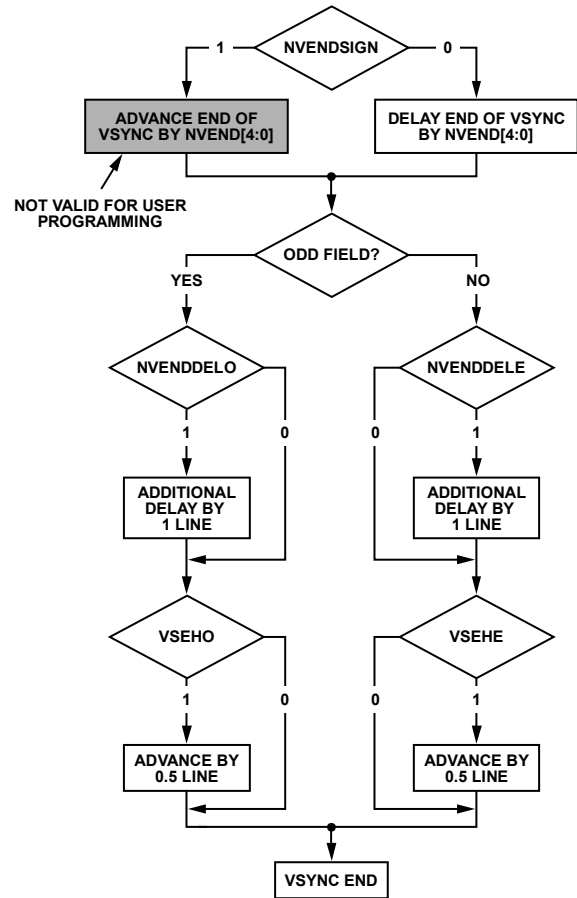 NVENDSIGN
1
0
ADVANCE END OF
VSYNC BY NVEND[4:0]
DELAY END OF VSYNC
BY NVEND[4:0]
NOT VALID FOR USER
PROGRAMMING
ODD FIELD?
YES
NO
NVENDDELO
NVENDDELE
1
0
0
1
ADDITIONAL
DELAY BY
1 LINE
ADDITIONAL
DELAY BY
1 LINE
VSEHO
VSEHE
1
0
0
1
ADVANCE BY
0.5 LINE
ADVANCE BY
0.5 LINE
VSYNC END